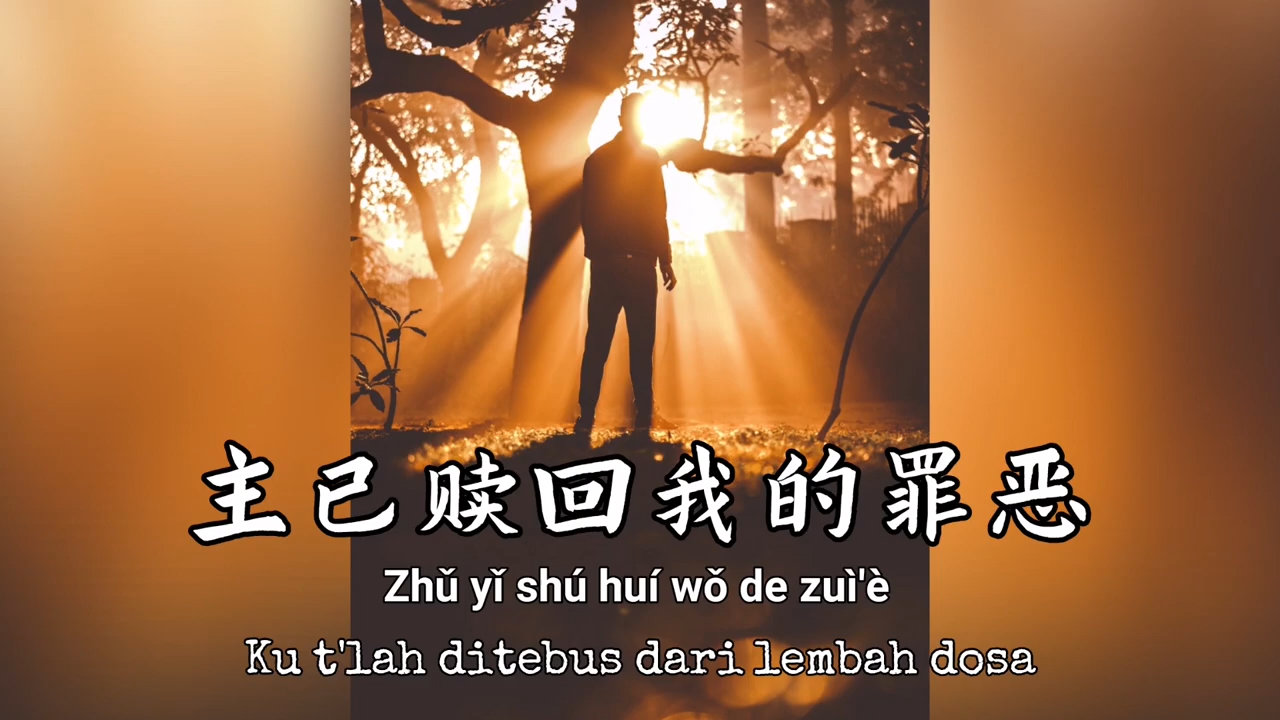 主已赎回我的罪恶
Zhǔ yǐ shú huí wǒ de zuì'è
Ku t'lah ditebus dari lembah dosa